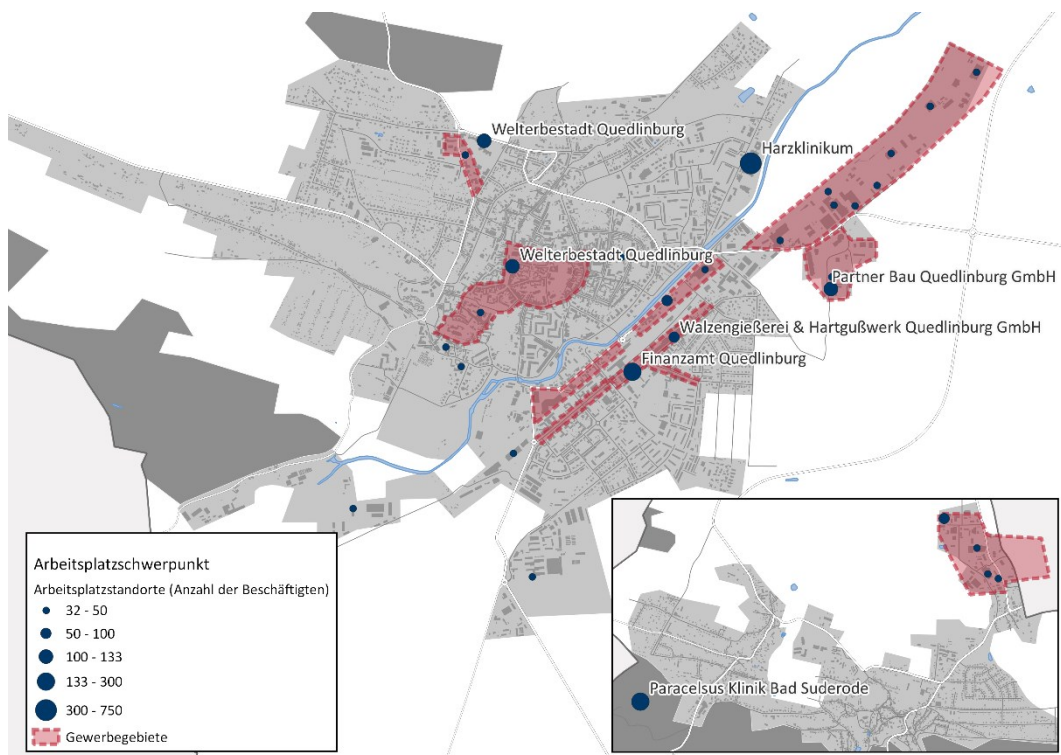 Welterbestadt Quedlinburg
Harzklinikum
Welterbestadt Quedlinburg
Partner Bau Quedlinburg GmbH
Walzengießerei & Hartgußwerk Quedlinburg GmbH
Finanzamt Quedlinburg
Arbeitsplatzschwerpunkt
Arbeitsplatzstandorte (Anzahl der Beschäftigten)
32 - 50
50 - 100
100 - 133
133 - 300
300 - 750
Gewerbegebiete
Paracelsus Klinik Bad Suderode